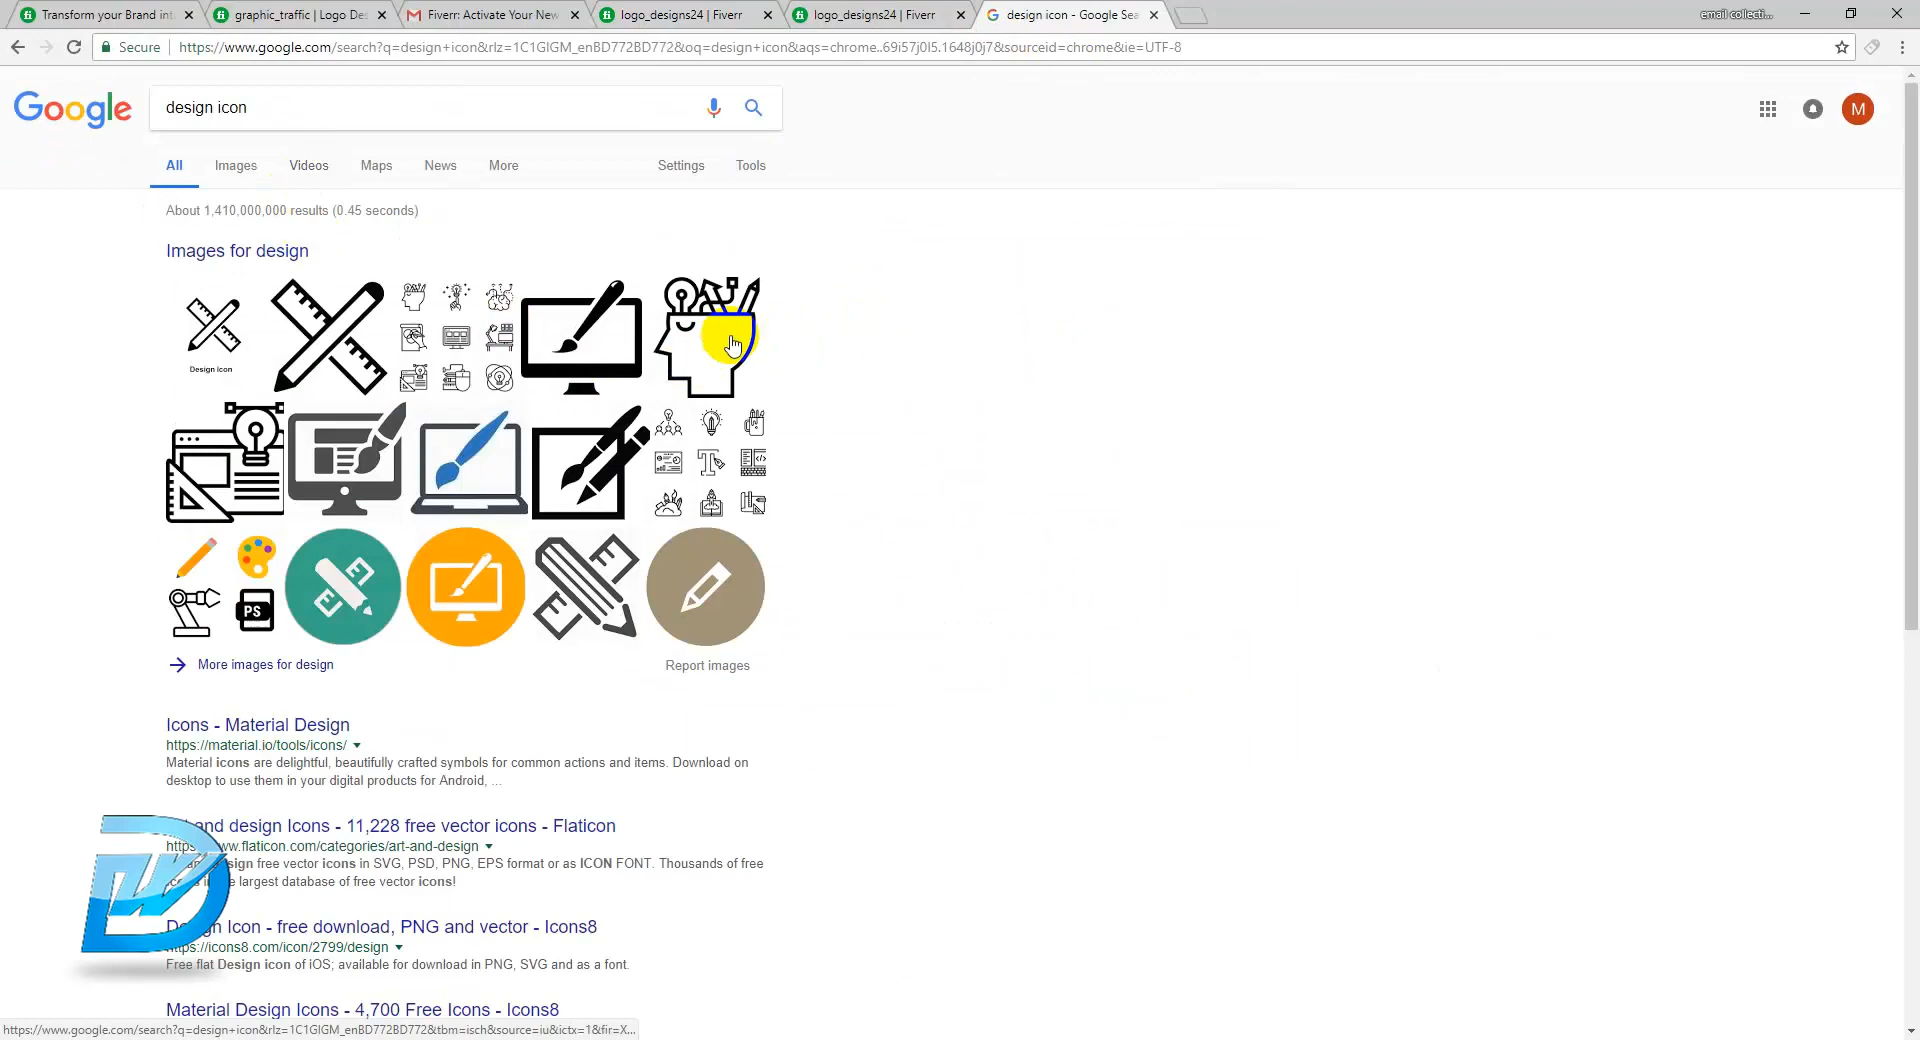 Transform your Brand int
graphic_traffic | Logo Des
Fiverr: Activate Your New
logo_designs24 | Fiverr
logo_designs24 | Fiverr
design icon - Google Sea
email collecti...
Secure
https://www.google.com/search?q=design+icon&rlz=1C1GIGM_enBD772BD772&oq=design+icon&aqs=chrome..69i57j0l5.1648j0j7&sourceid=chrome&ie=UTF-8
Google
design icon
M
All
Images
Videos
Maps
News
More
Settings
Tools
About 1,410,000,000 results (0.45 seconds)
Images for design
Design Icon
PS
More images for design
Report images
Icons - Material Design
https://material.io/tools/icons/
Material icons are delightful, beautifully crafted symbols for common actions and items. Download on
desktop to use them in your digital products for Android, ...
and design Icons - 11,228 free vector icons - Flaticon
.flaticon.com/categories/art-and-design
free vector icons in SVG, PSD, PNG, EPS format or as ICON FONT. Thousands of free
largest database of free vector icons!
Icon - free download, PNG and vector - Icons8
https://icons8.com/icon/2799/design
Free flat Design icon of iOS; available for download in PNG, SVG and as a font.
Material Design Icons - 4,700 Free Icons - Icons8
https://www.google.com/search?q=design+icon&rlz=1C1GIGM_enBD772BD772&tbm=isch&source=iu&ictx=1&fir=X...